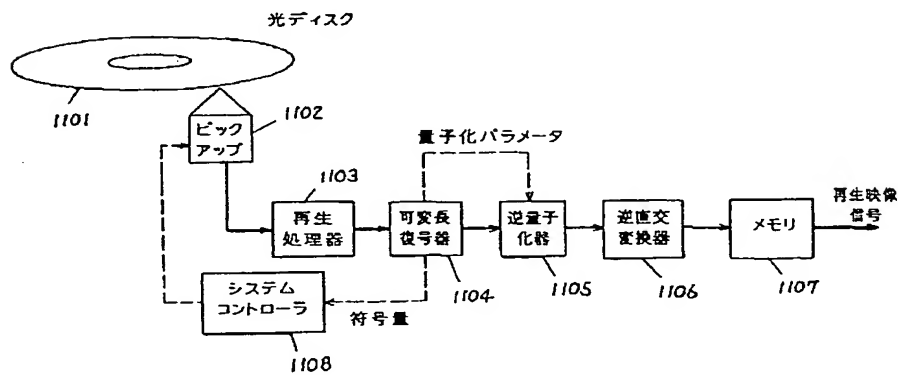 光ディスク
1101
ピック
アップ
1102
量子化パラメータ
1103
再生
処理器
可変長
復号器
1104
逆量子
化器
1105
逆直交
変換器
1106
メモリ
1107
再生映像
信号
システム
コントローラ
1108
符号量